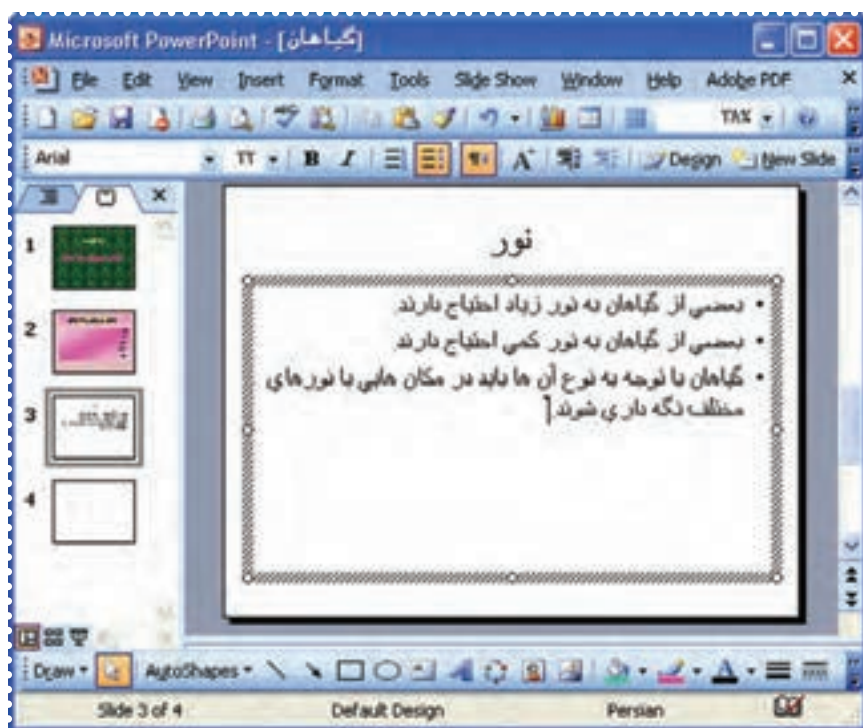 Microsoft PowerPoint - [گیاهان]
File Edit View Insert Format Tools Slide Show Window Help Adobe PDF
Arial B I Design New Slide
نور
• بعضی از گیاهان به نور زیاد احتیاج دارند.
• بعضی از گیاهان به نور کمی احتیاج دارند.
• گیاهان با توجه به نوع آن ها باید در مکان هایی با نورهای
مختلف نگه داری شوند.
1
2
3
4
Draw AutoShapes A
Slide 3 of 4 Default Design Persian